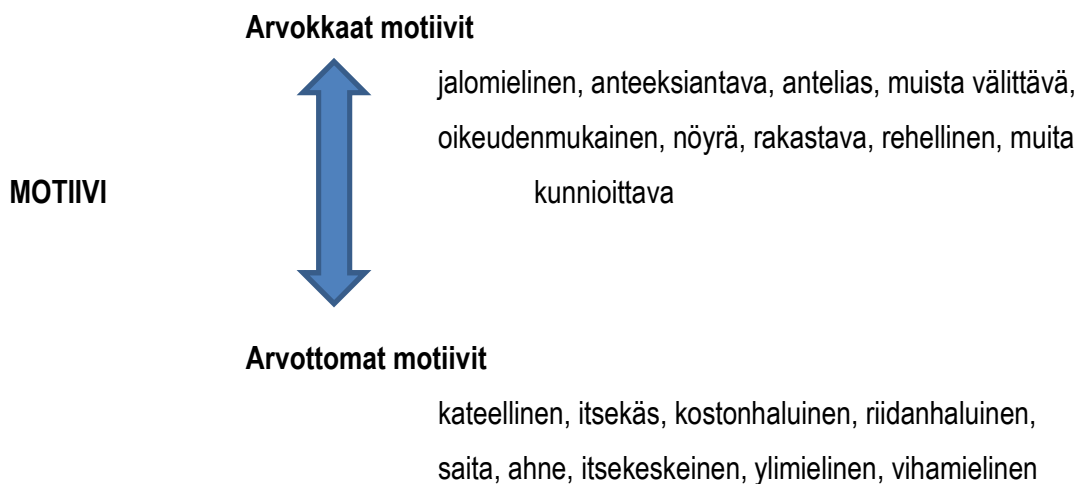 Arvokkaat motiivit
jalomielinen, anteeksiantava, antelias, muista välittävä,
oikeudenmukainen, nöyrä, rakastava, rehellinen, muita
MOTIIVI kunnioittava
Arvottomat motiivit
kateellinen, itsekäs, kostonhaluinen, riidanhaluinen,
saita, ahne, itsekeskeinen, ylimielinen, vihamielinen